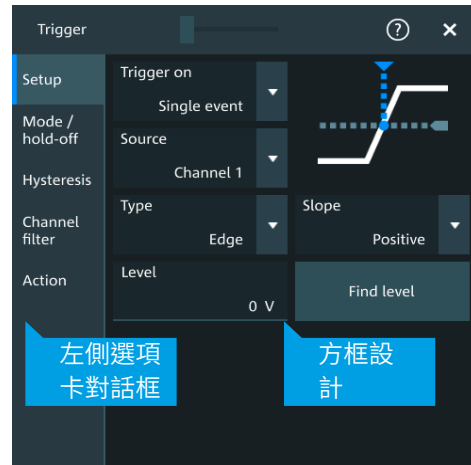 Trigger
?
Setup
Mode /
hold-off
Hysteresis
Channel
filter
Action
Trigger on
Single event
Source
Channel 1
Type
Edge
Slope
Positive
Level
0 V
Find level
左側選項
卡對話框
方框設
計